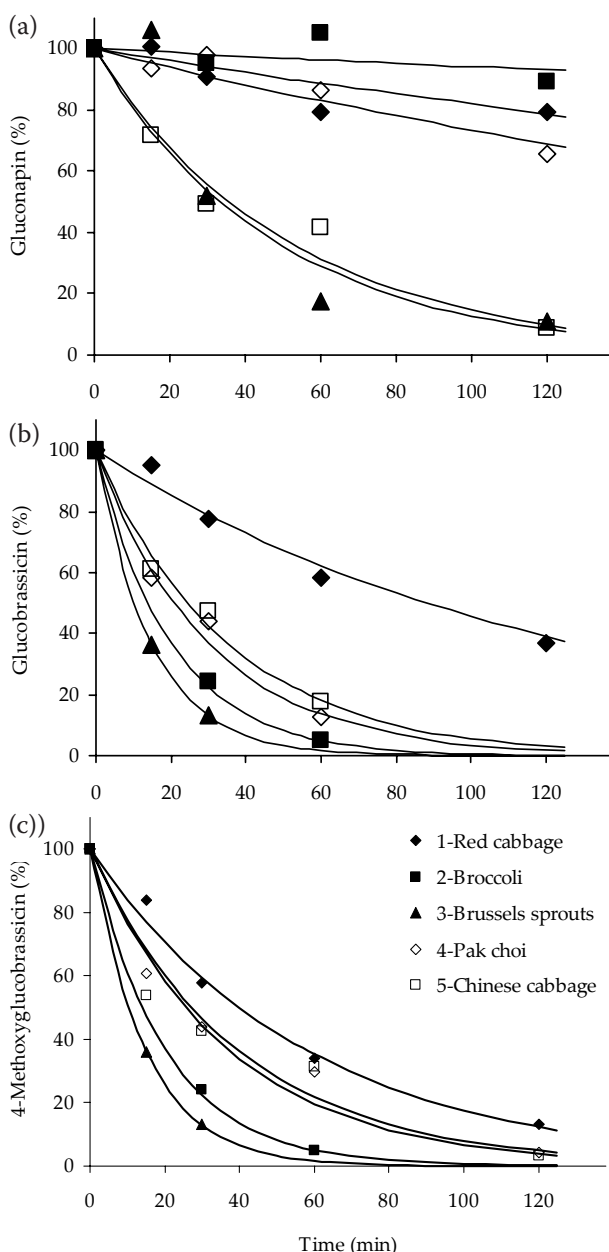 (a)
100
80
60
40
20
0
Gluconapin (%)
0 20 40 60 80 100 120
(b)
100
80
60
40
20
0
Glucobrassicin (%)
0 20 40 60 80 100 120
(c))
100
80
60
40
20
0
4-Methoxyglucobrassicin (%)
1-Red cabbage
2-Broccoli
3-Brussels sprouts
4-Pak choi
5-Chinese cabbage
0 20 40 60 80 100 120
Time (min)